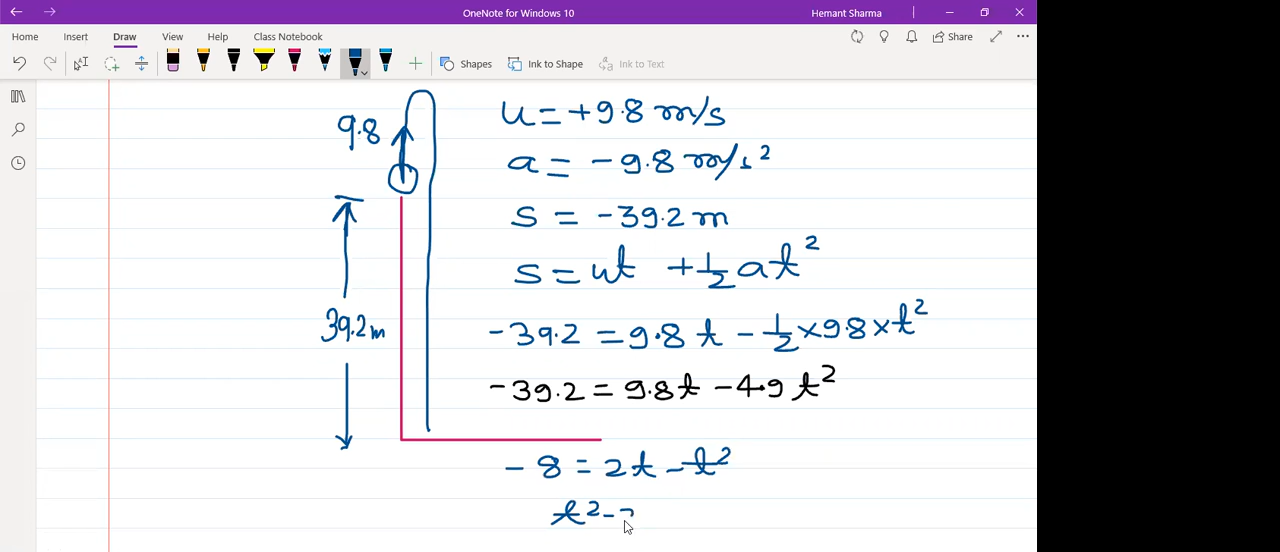 OneNote for Windows 10
Hemant Sharma
Home Insert Draw View Help Class Notebook
Share
Shapes Ink to Shape Ink to Text
9.8
39.2m
u = +9.8 m/s
a = -9.8 m/s²
s = -39.2 m
s = ut + 1/2 at²
-39.2 = 9.8t - 1/2 × 9.8 × t²
-39.2 = 9.8t - 4.9t²
-8 = 2t - t²
t² -